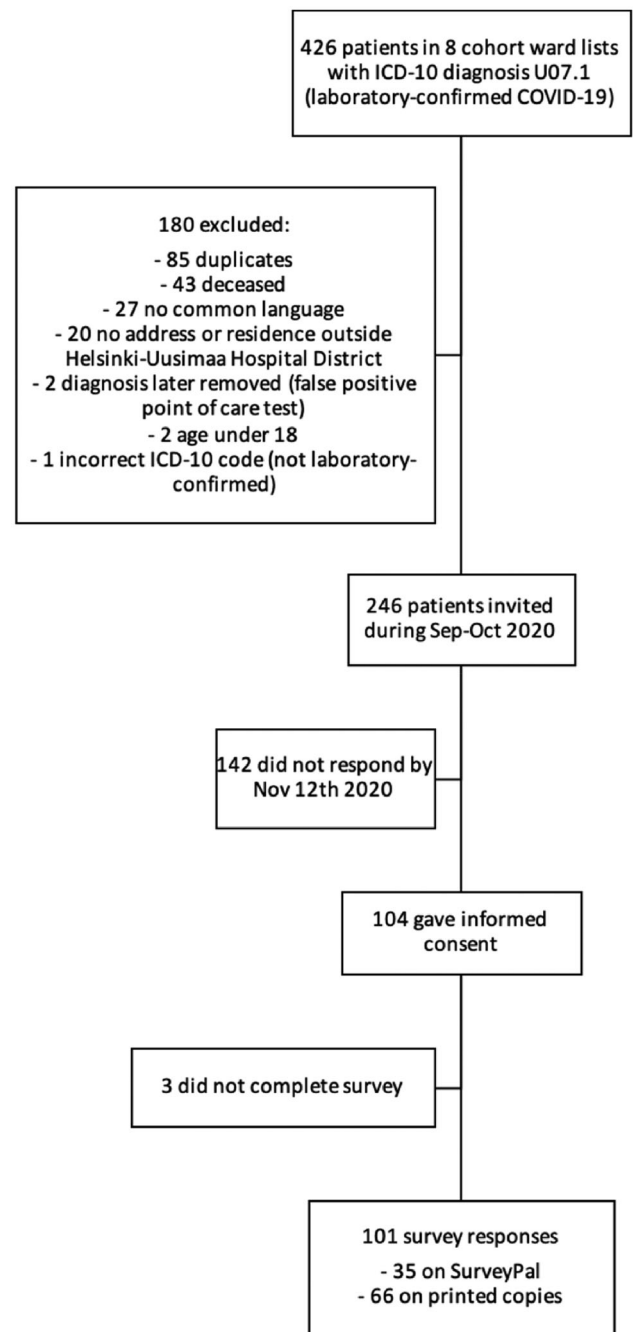 426 patients in 8 cohort ward lists
with ICD-10 diagnosis U07.1
(laboratory-confirmed COVID-19)
180 excluded:
- 85 duplicates
- 43 deceased
- 27 no common language
- 20 no address or residence outside
Helsinki-Uusimaa Hospital District
- 2 diagnosis later removed (false positive
point of care test)
- 2 age under 18
- 1 incorrect ICD-10 code (not laboratory-
confirmed)
246 patients invited
during Sep-Oct 2020
142 did not respond by
Nov 12th 2020
104 gave informed
consent
3 did not complete survey
101 survey responses
- 35 on SurveyPal
- 66 on printed copies